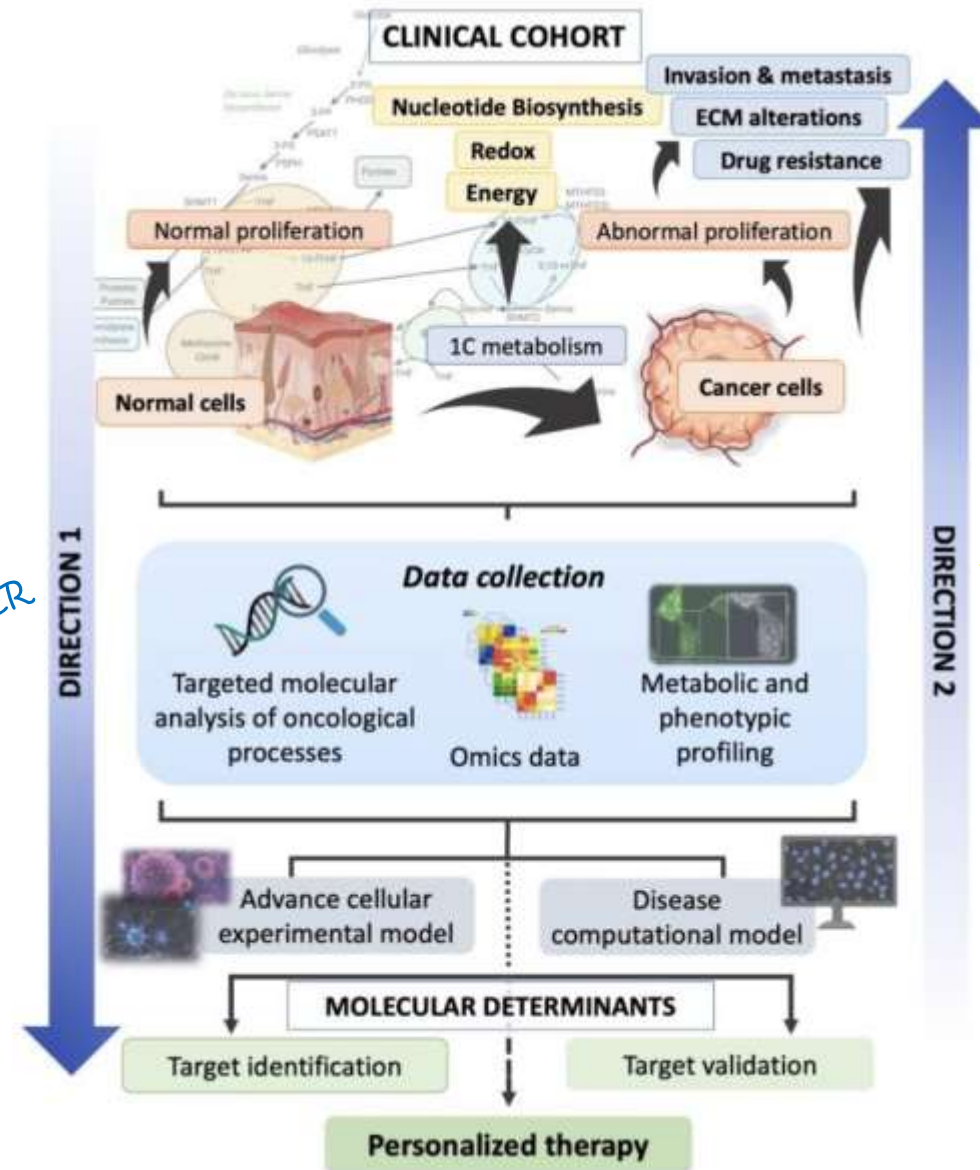 CLINICAL COHORT
Invasion & metastasis
ECM alterations
Drug resistance
Nucleotide Biosynthesis
Redox
Energy
Normal proliferation
Abnormal proliferation
1C metabolism
Normal cells
Cancer cells
DIRECTION 1
DIRECTION 2
Data collection
Targeted molecular
analysis of oncological
processes
Omics data
Metabolic and
phenotypic
profiling
Advance cellular
experimental model
Disease
computational model
MOLECULAR DETERMINANTS
Target identification
Target validation
Personalized therapy